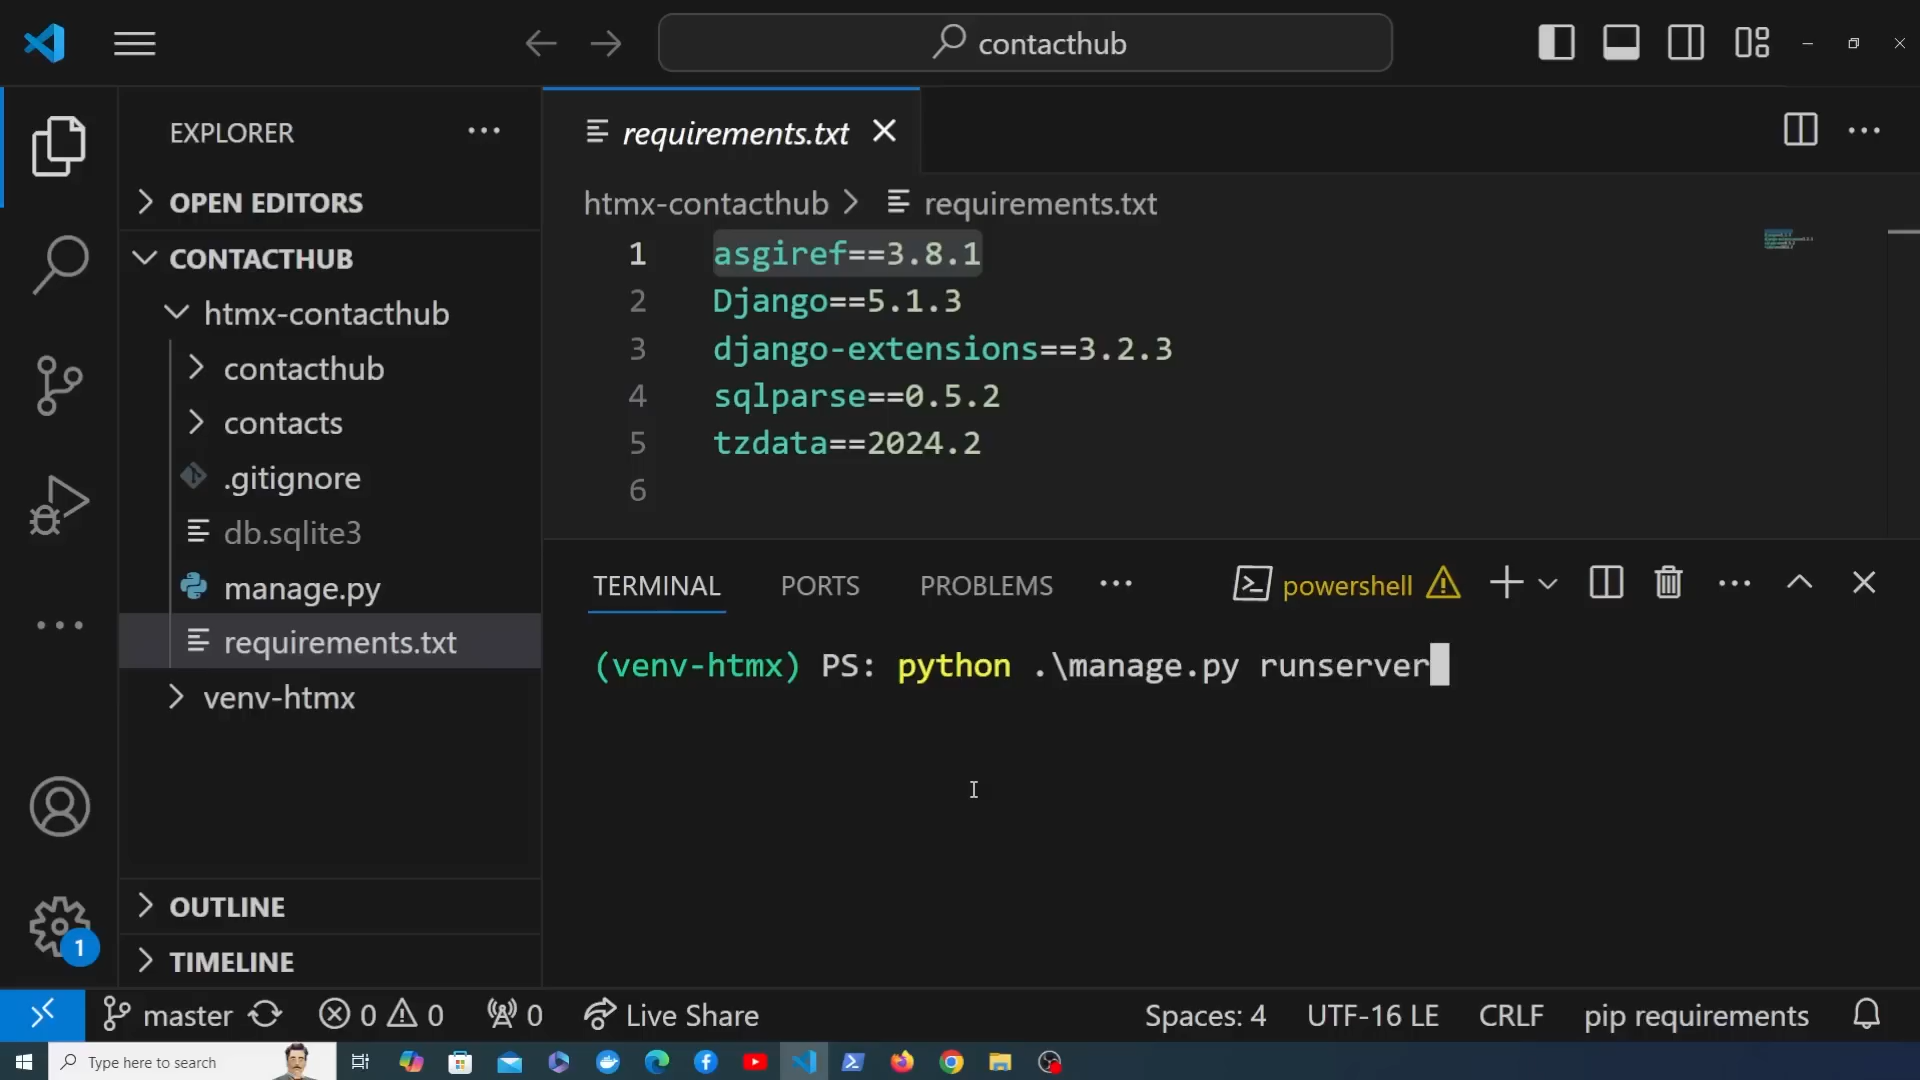 contacthub
EXPLORER
OPEN EDITORS
CONTACTHUB
htmx-contacthub
contacthub
contacts
.gitignore
db.sqlite3
manage.py
requirements.txt
venv-htmx
OUTLINE
TIMELINE
requirements.txt
htmx-contacthub > requirements.txt
1 asgiref==3.8.1
2 Django==5.1.3
3 django-extensions==3.2.3
4 sqlparse==0.5.2
5 tzdata==2024.2
6
TERMINAL PORTS PROBLEMS powershell
(venv-htmx) PS: python .\manage.py runserver
1
master 0 0 0 Live Share Spaces: 4 UTF-16 LE CRLF pip requirements
Type here to search